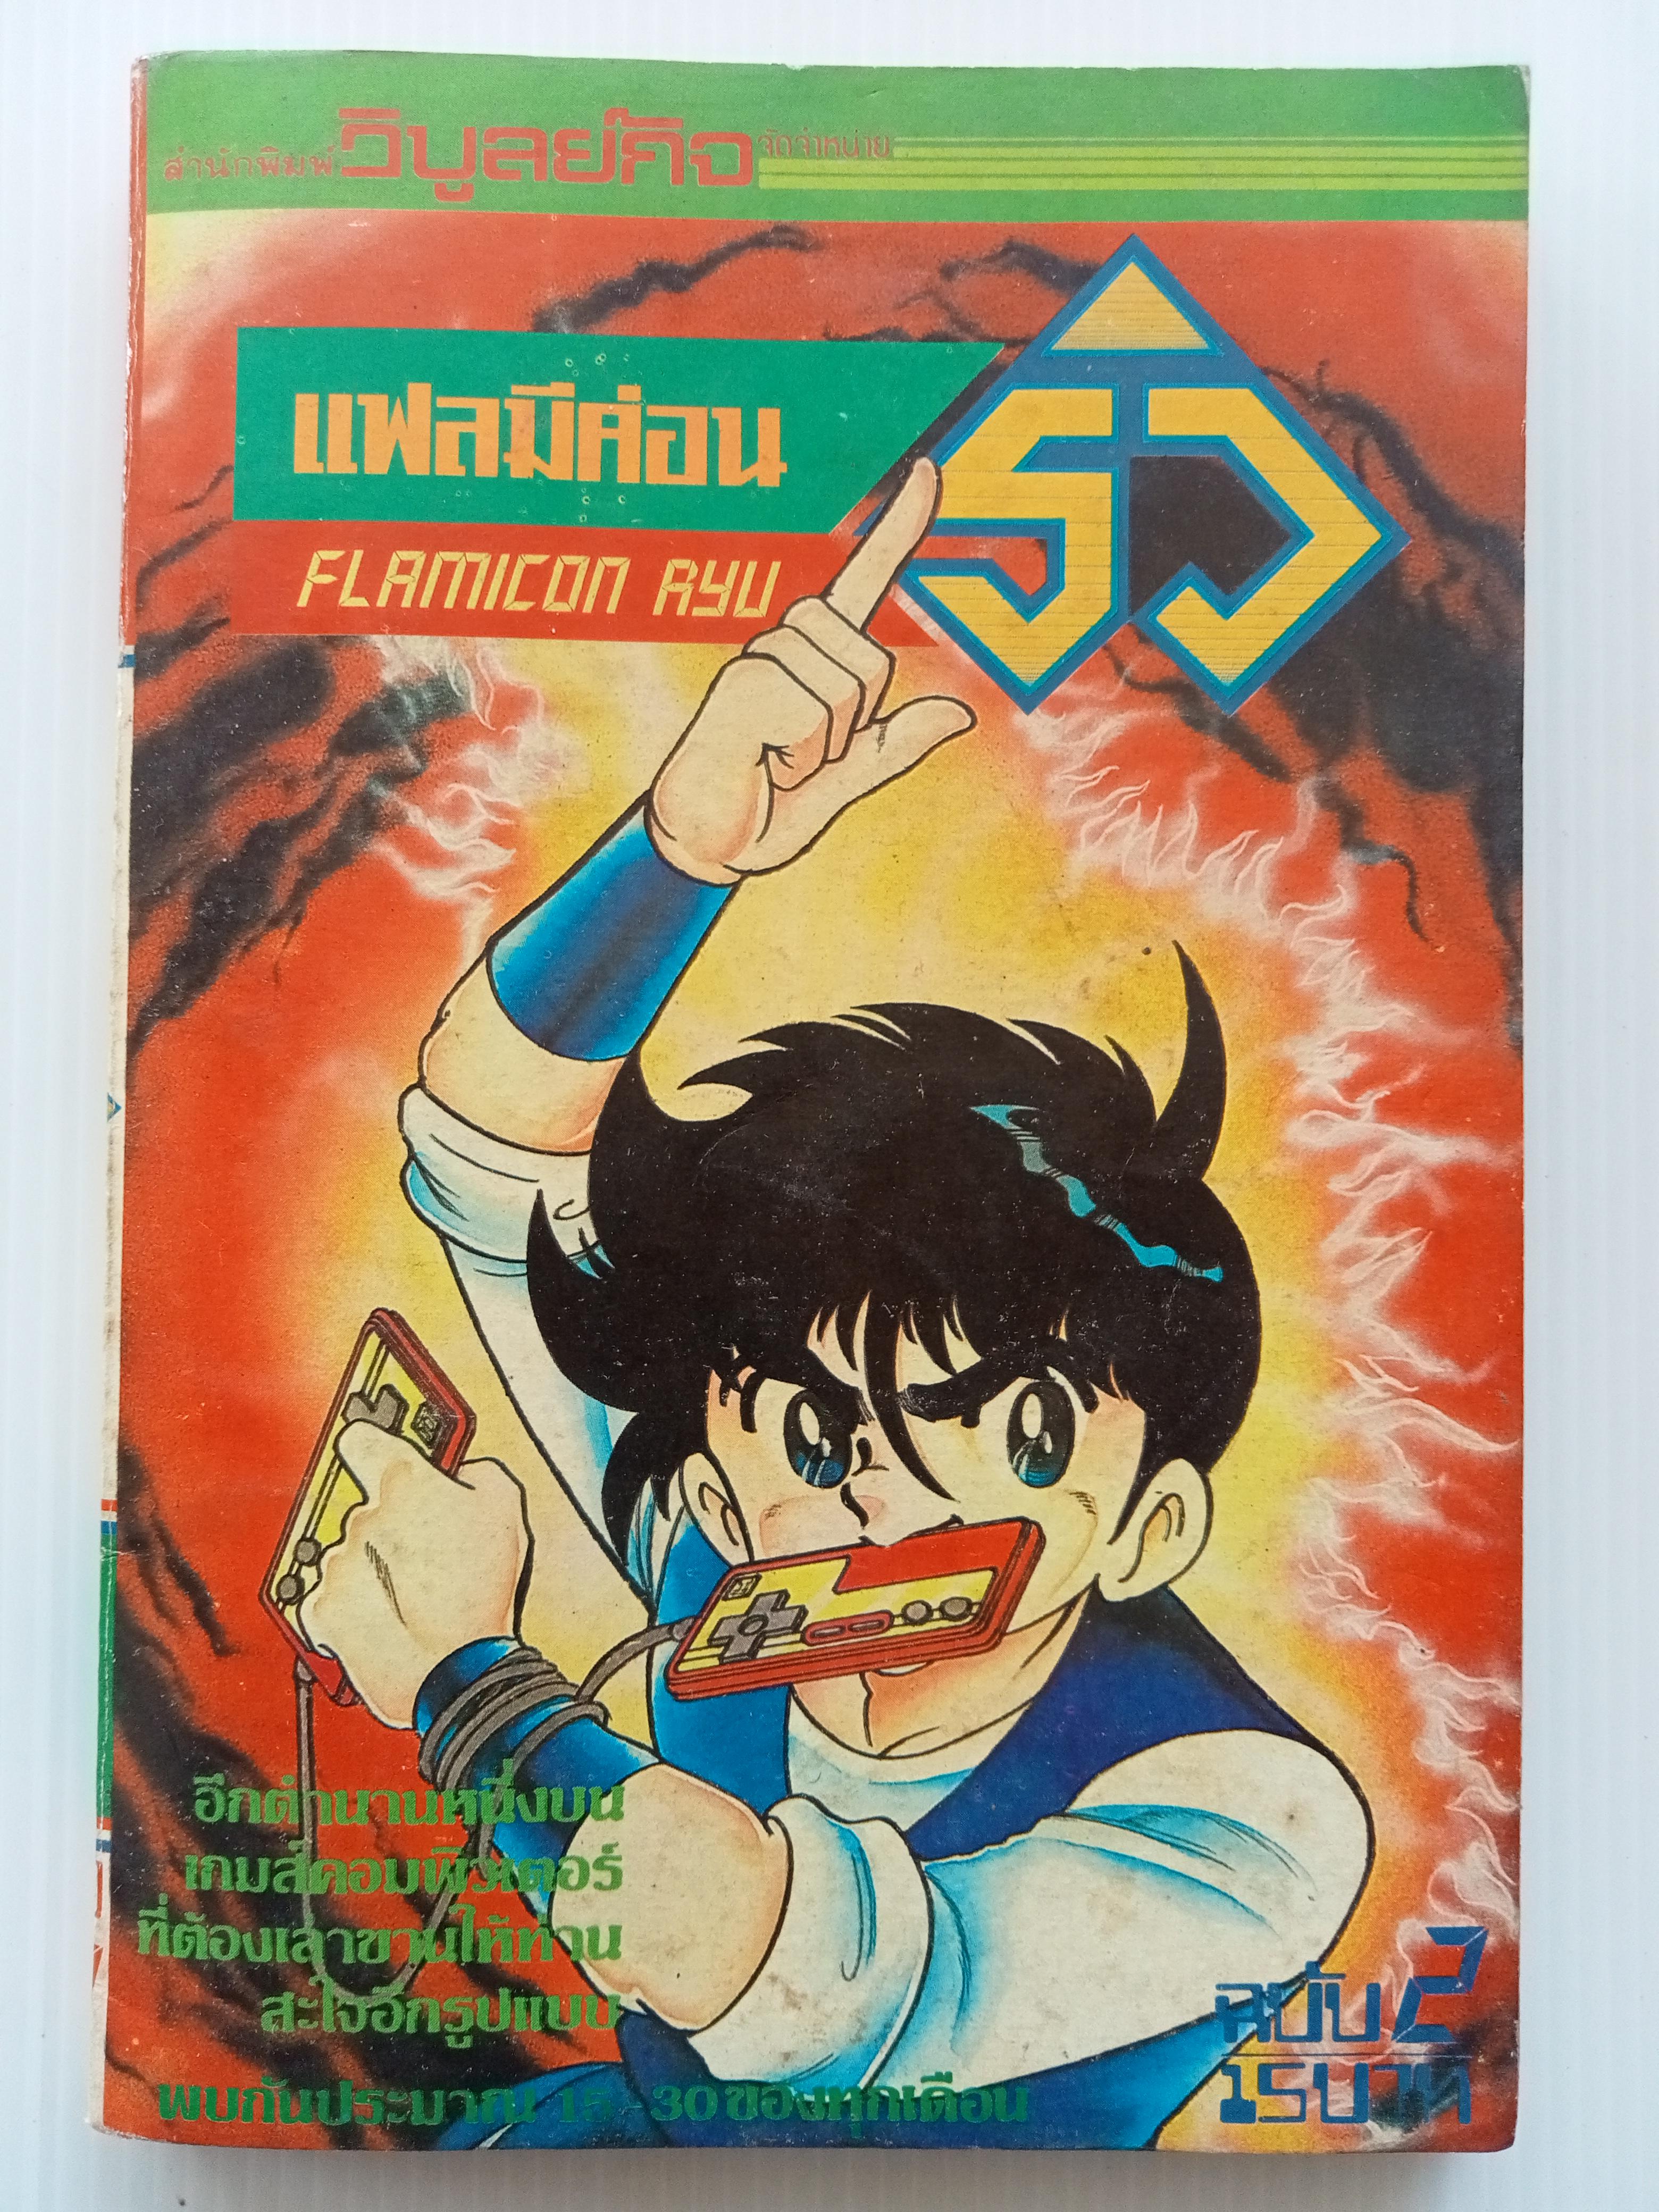 สำนักพิมพ์ วิบูลย์กิจ จัดจำหน่าย
แฟลมีค่อน ริว
FLAMICON RYU
อีกตำนานหนึ่งบน
เกมส์คอมพิวเตอร์
ที่ต้องเล่าขานให้ท่าน
สะใจอีกรูปแบบ
พบกันประมาณ 15-30 ของทุกเดือน
ฉบับ 2
15 บาท